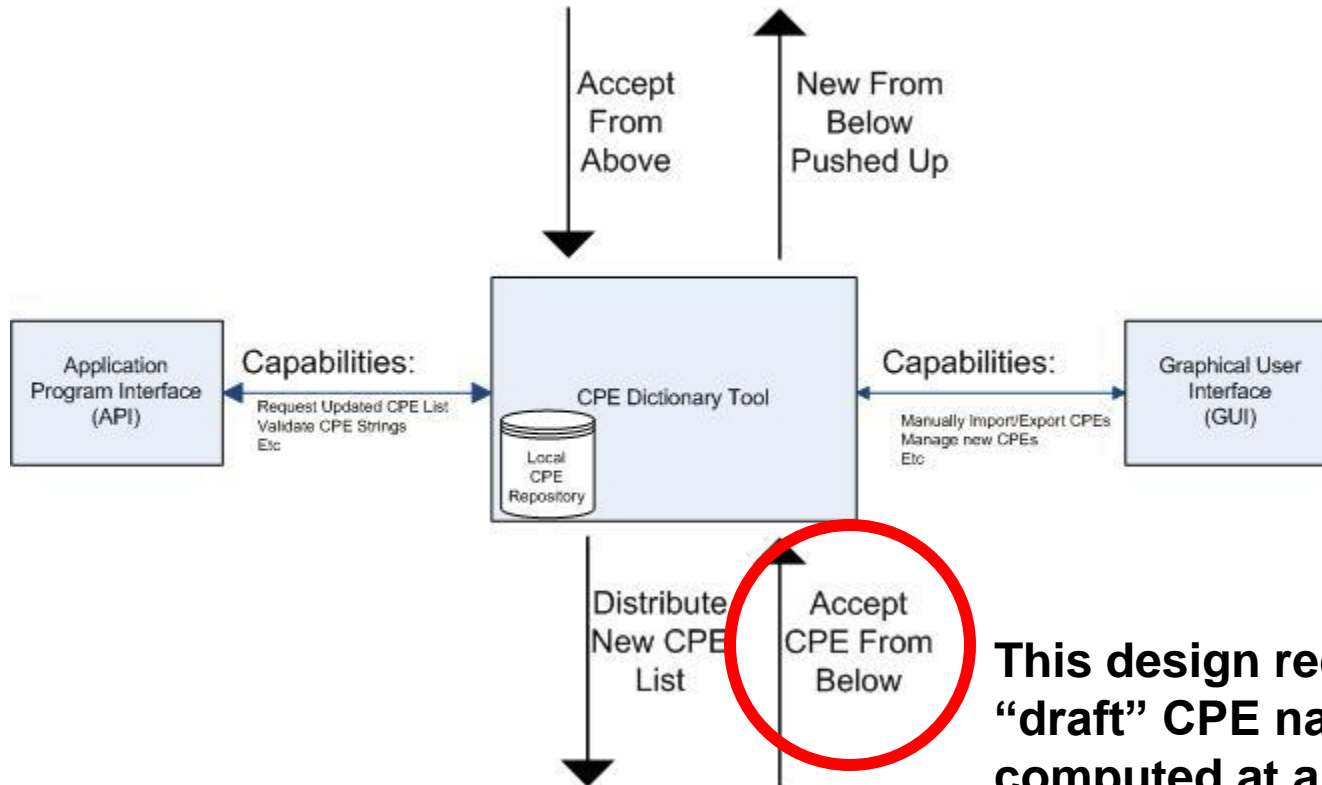 Accept
From
Above
New From
Below
Pushed Up
Application
Program Interface
(API)
Capabilities:
Request Updated CPE List
Validate CPE Strings
Etc
CPE Dictionary Tool
Local
CPE
Repository
Capabilities:
Manually Import/Export CPEs
Manage new CPEs
Etc
Graphical User
Interface
(GUI)
Distribute
New CPE
List
Accept
CPE From
Below
This design
“draft” CPE
computed at